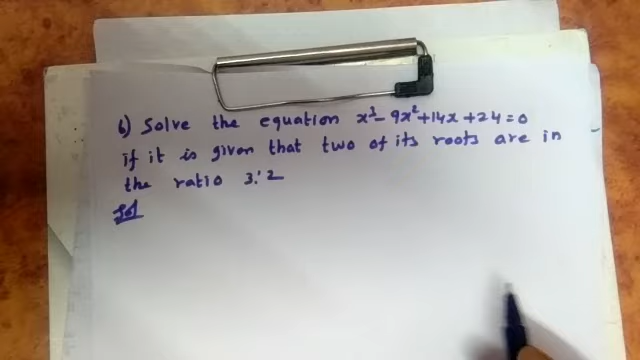 6) Solve the equation x³-9x²+14x+24=0
if it is given that two of its roots are in
the ratio 3:2
Sol